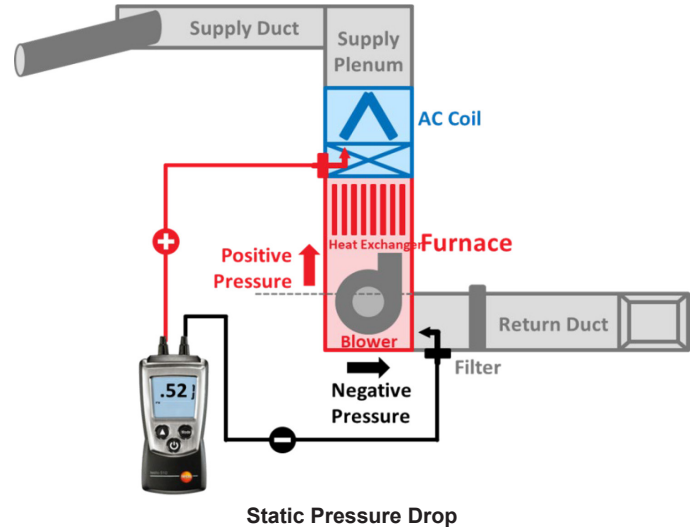 Supply Duct
Supply
Plenum
AC Coil
Heat Exchanger
Furnace
Positive
Pressure
Blower
Return Duct
Filter
Negative
Pressure
.52
Static Pressure Drop